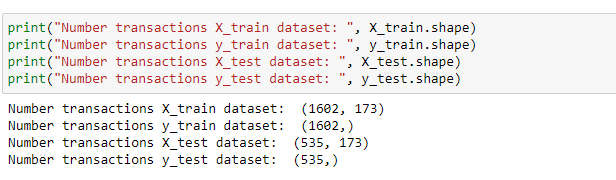 print("Number transactions X_train dataset: ", X_train.shape)
print("Number transactions y_train dataset: ", y_train.shape)
print("Number transactions X_test dataset: ", X_test.shape)
print("Number transactions y_test dataset: ", y_test.shape)
Number transactions X_train dataset:  (1602, 173)
Number transactions y_train dataset:  (1602,)
Number transactions X_test dataset:  (535, 173)
Number transactions y_test dataset:  (535,)